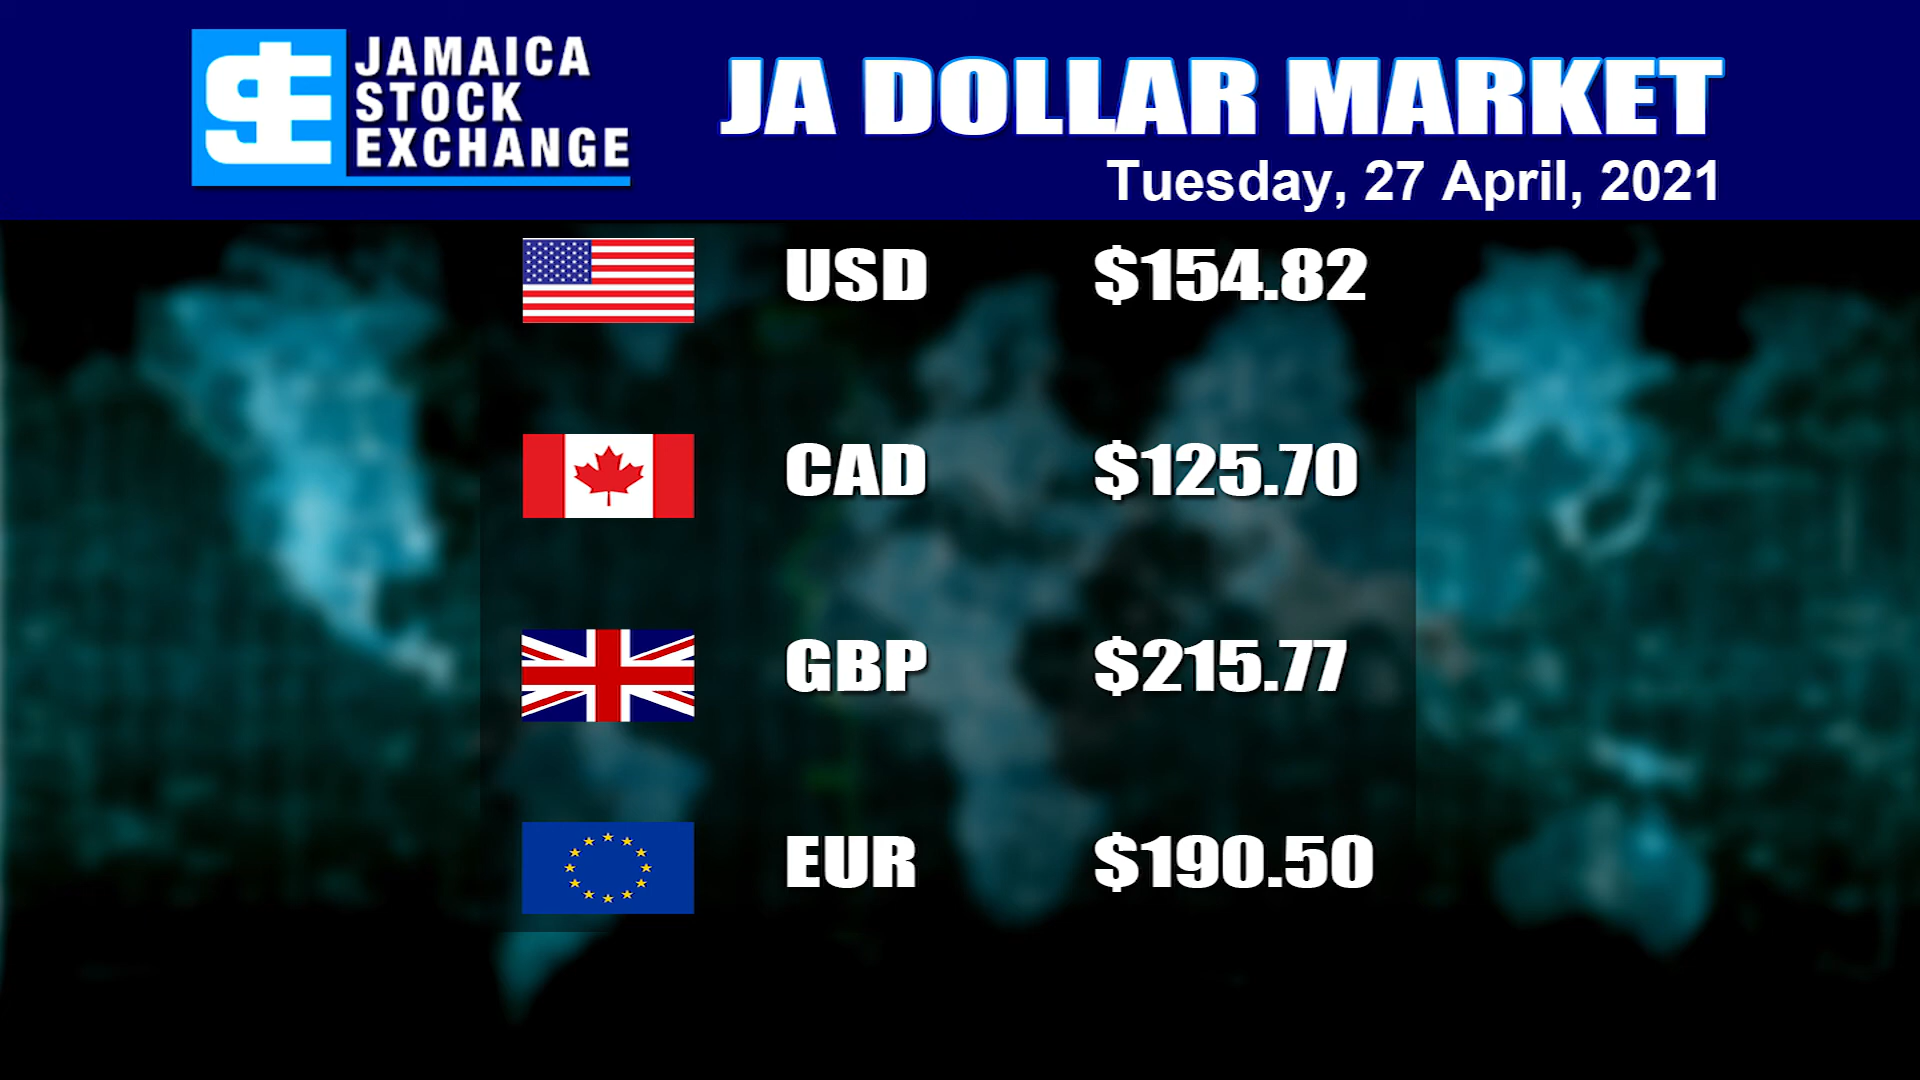 JAMAICA
STOCK
EXCHANGE
JA DOLLAR MARKET
Tuesday, 27 April, 2021
USD $154.82
CAD $125.70
GBP $215.77
EUR $190.50